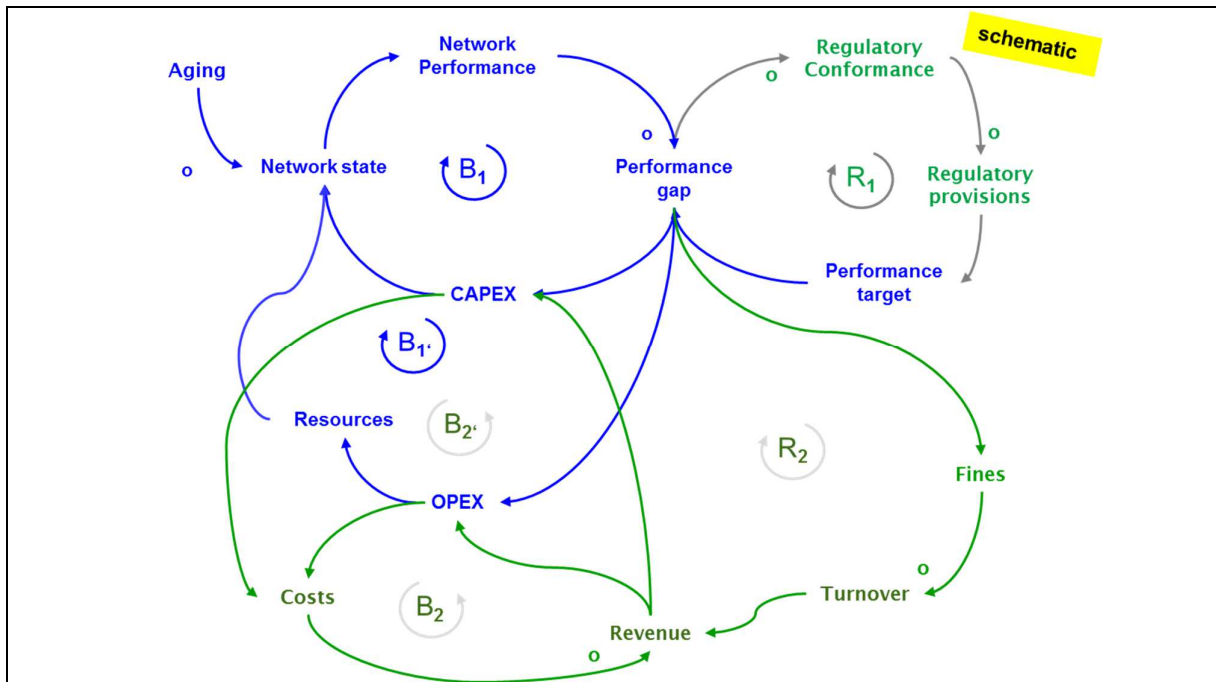 schematic
Network
Performance
Regulatory
Conformance
Aging
o
o
o
o
Network state
B1
Performance
gap
R1
Regulatory
provisions
CAPEX
Performance
target
B1‘
Resources
B2‘
R2
Fines
OPEX
o
Costs
B2
Turnover
Revenue
o